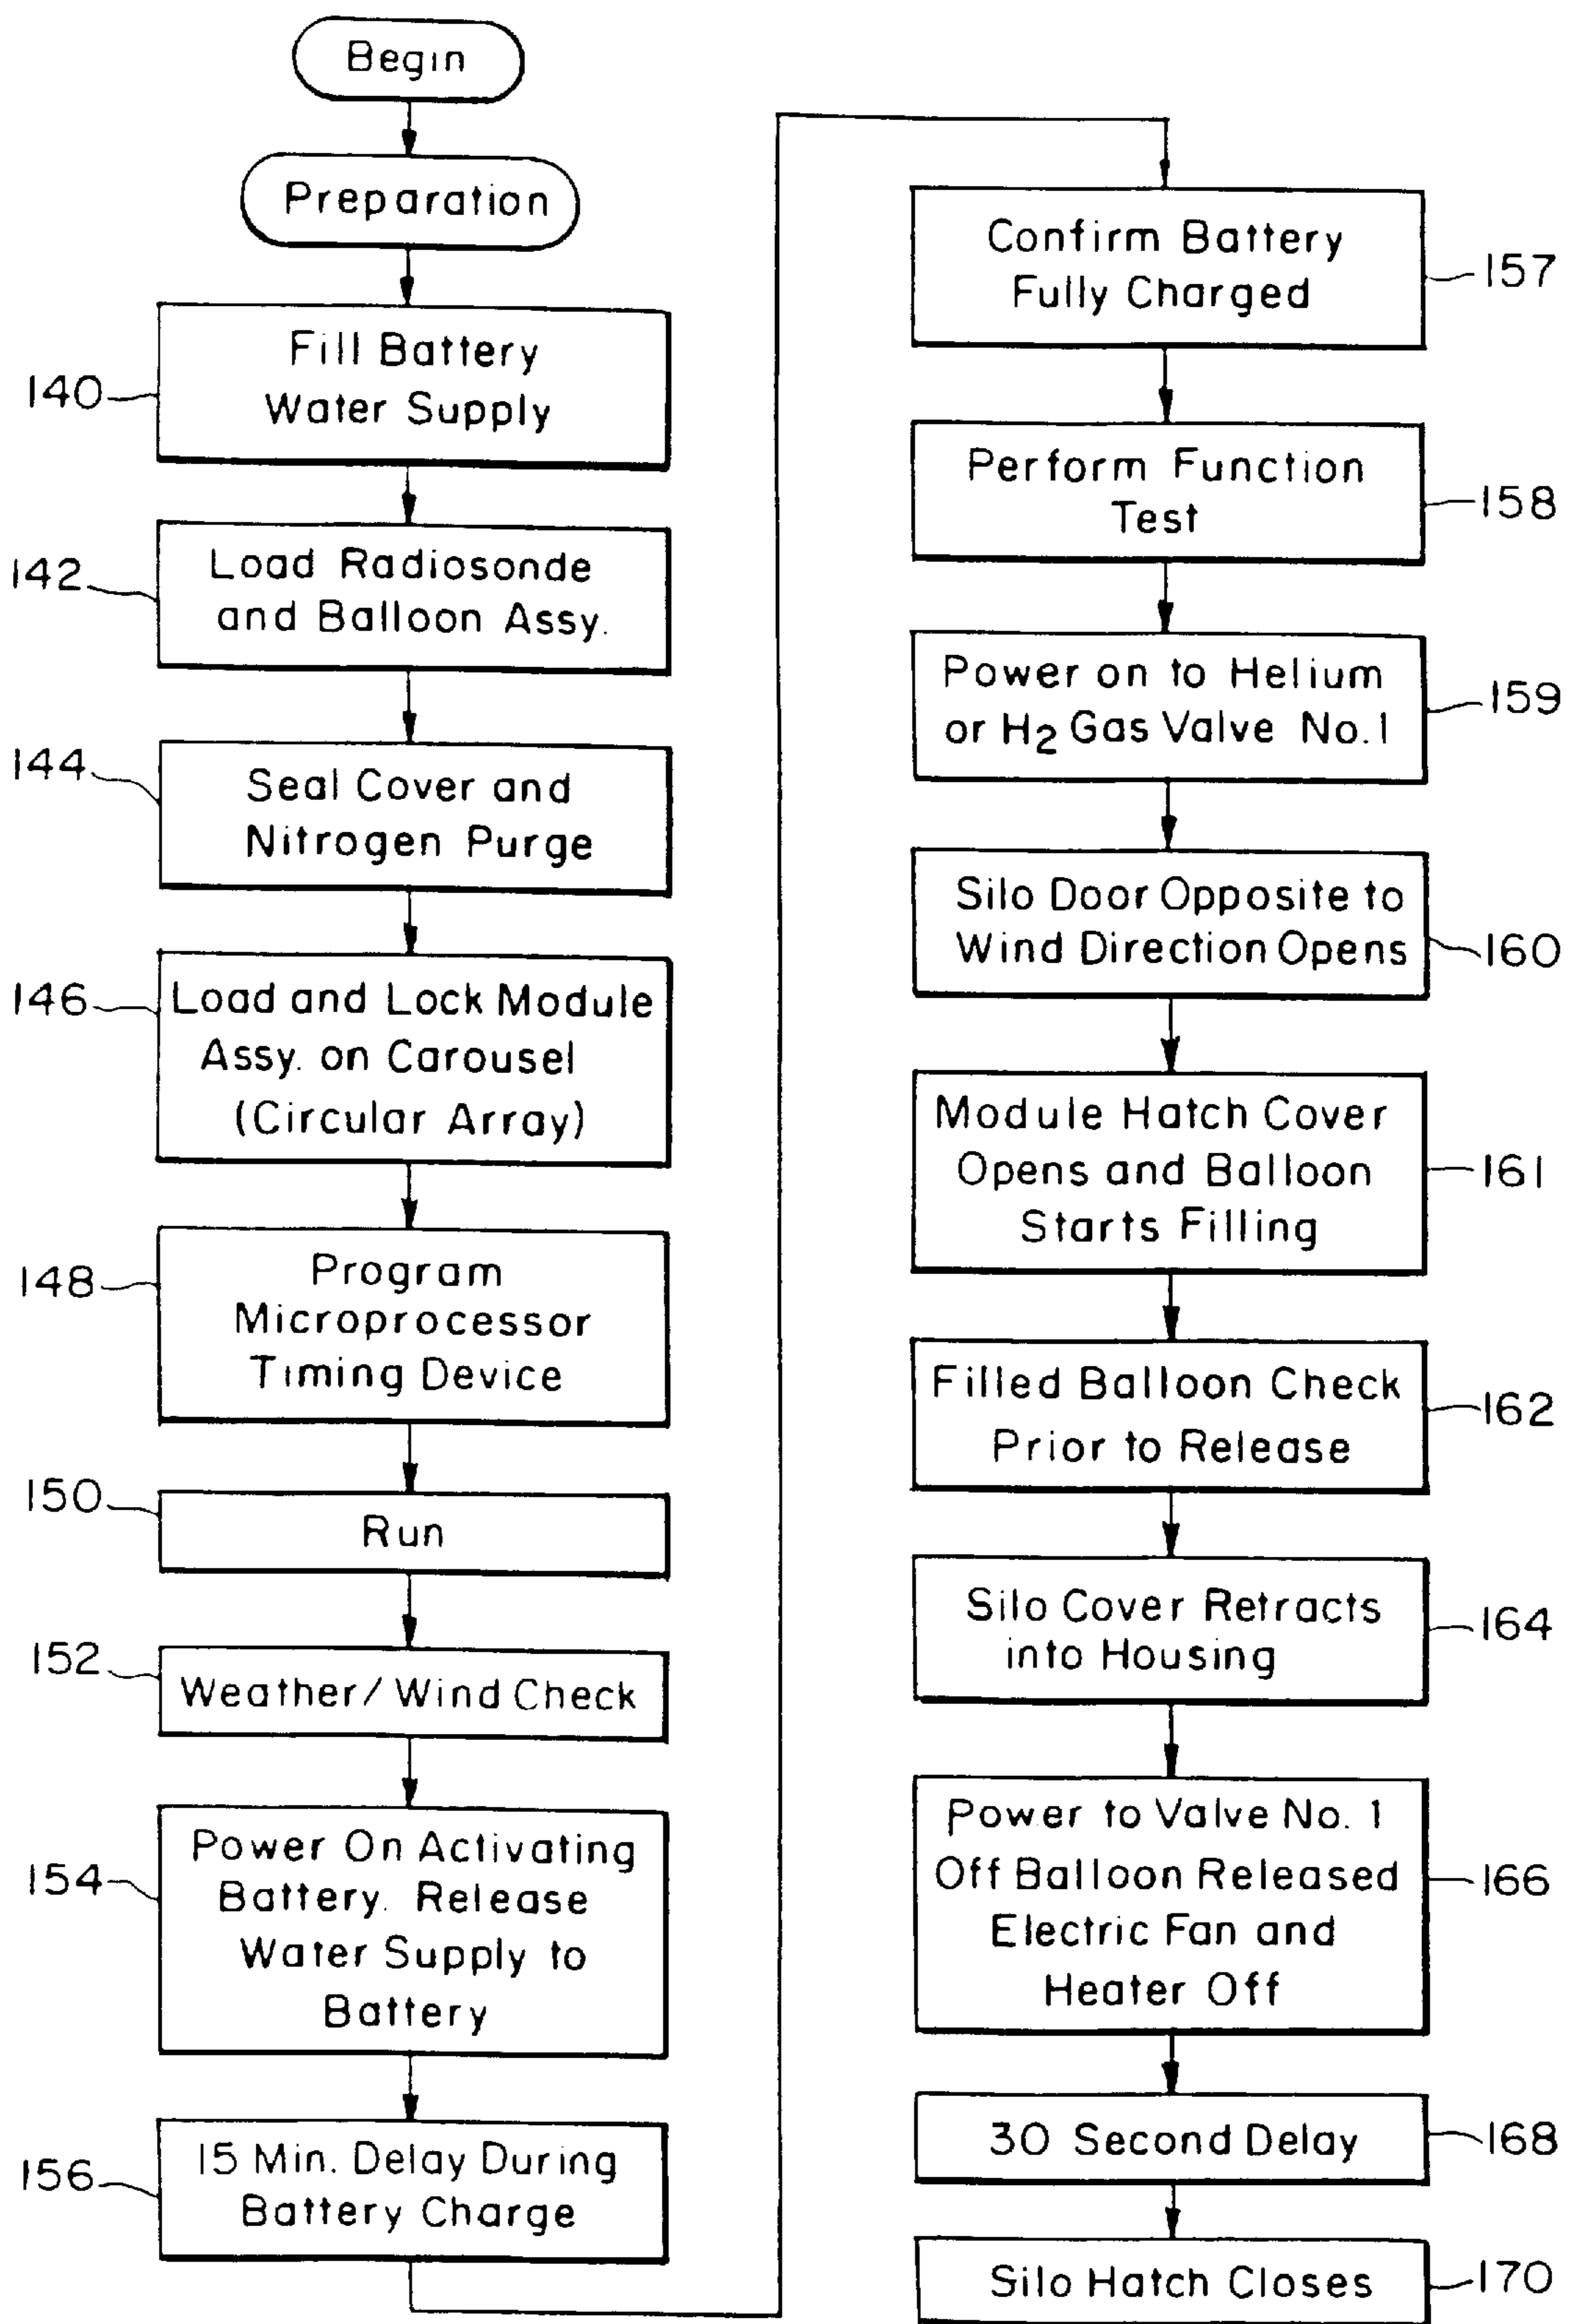 Begin
Preparation
140
Fill Battery
Water Supply
142
Load Radiosonde
and Balloon Assy.
144
Seal Cover and
Nitrogen Purge
146
Load and Lock Module
Assy. on Carousel
(Circular Array)
148
Program
Microprocessor
Timing Device
150
Run
152
Weather/Wind Check
154
Power On Activating
Battery. Release
Water Supply to
Battery
156
15 Min. Delay During
Battery Charge
Confirm Battery
Fully Charged
157
Perform Function
Test
158
Power on to Helium
or H2 Gas Valve No. 1
159
Silo Door Opposite to
Wind Direction Opens
160
Module Hatch Cover
Opens and Balloon
Starts Filling
161
Filled Balloon Check
Prior to Release
162
Silo Cover Retracts
into Housing
164
Power to Valve No. 1
Off Balloon Released
Electric Fan and
Heater Off
166
30 Second Delay
168
Silo Hatch Closes
170